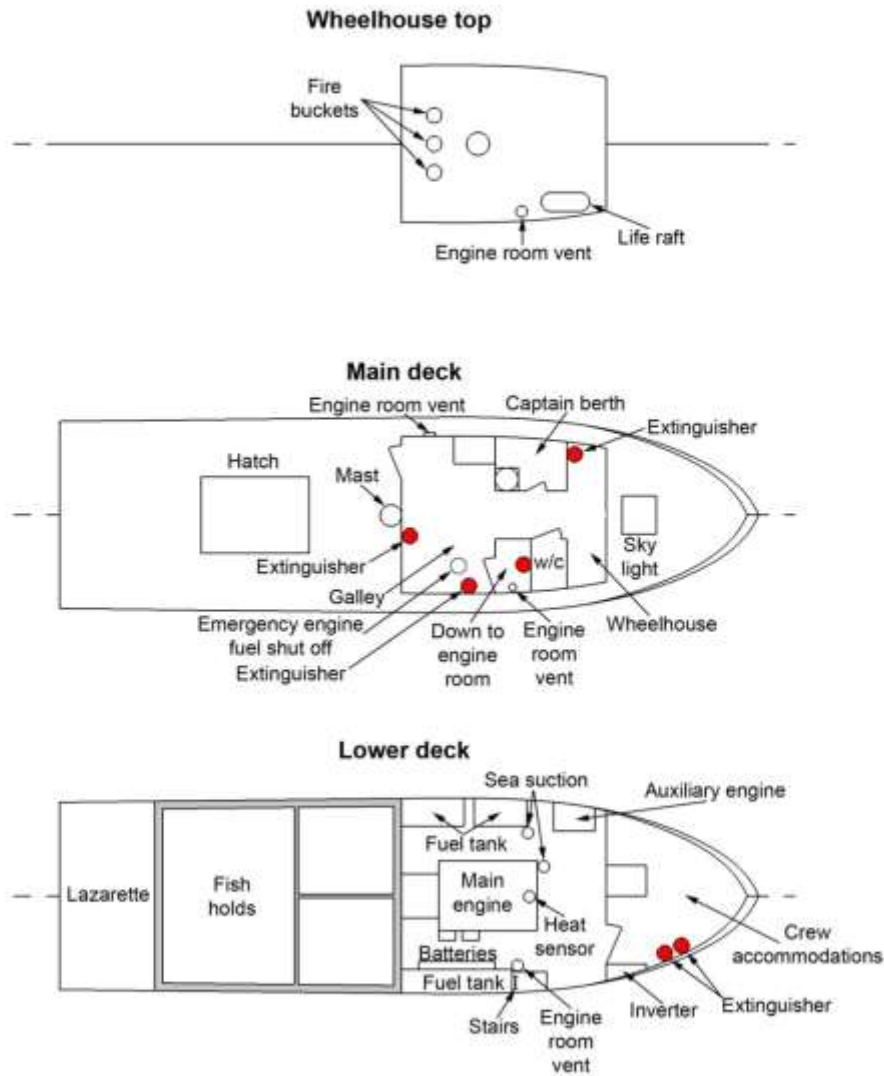 Wheelhouse top
Fire
buckets
Life raft
Engine room vent
Main deck
Engine room vent
Captain berth
Extinguisher
Hatch
Mast
Extinguisher
Galley
w/c
Sky
light
Emergency engine
fuel shut off
Extinguisher
Down to
engine
room
Engine
room
vent
Wheelhouse
Lower deck
Sea suction
Auxiliary engine
Fuel tank
Lazarette
Fish
holds
Main
engine
Heat
sensor
Crew
accommodations
Batteries
Fuel tank
Stairs
Engine
room
vent
Inverter
Extinguisher